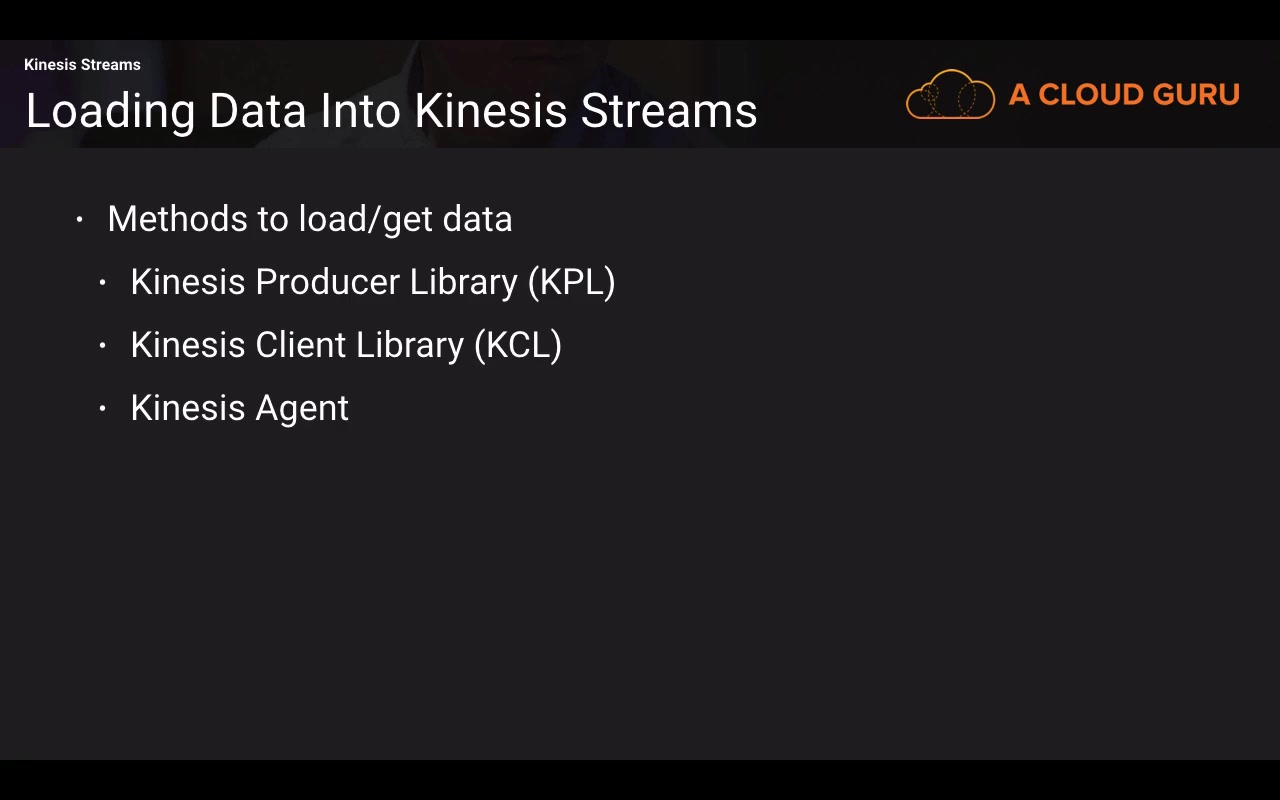 Kinesis Streams
Loading Data Into Kinesis Streams
A CLOUD GURU
• Methods to load/get data
• Kinesis Producer Library (KPL)
• Kinesis Client Library (KCL)
• Kinesis Agent